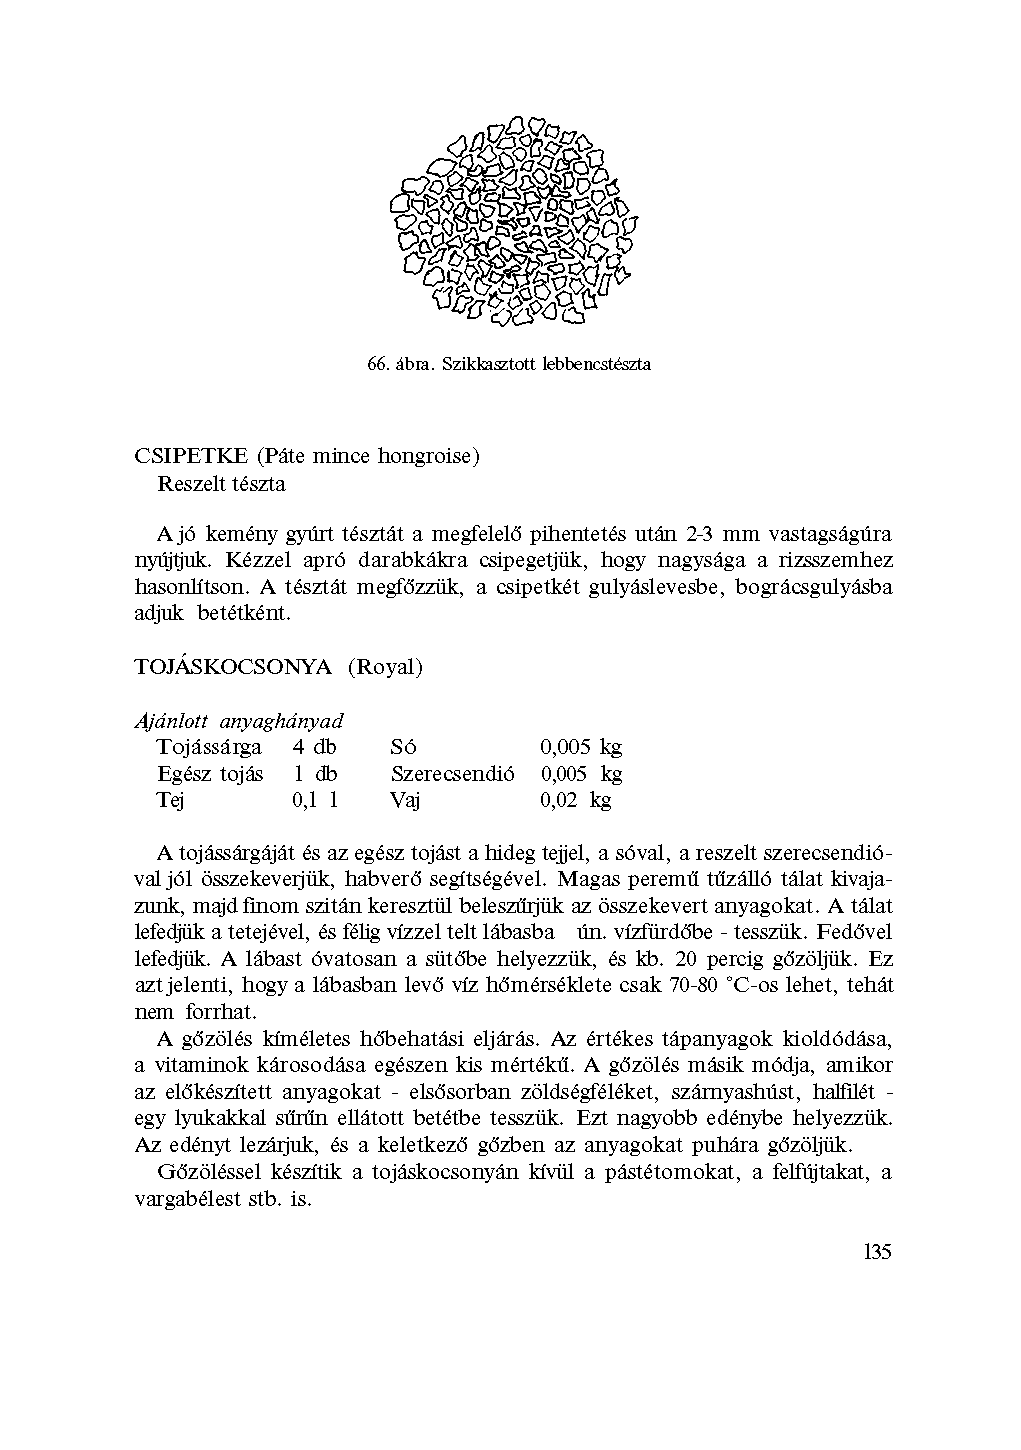 66. ábra. Szikkasztott lebbencstészta
CSIPETKE (Páte mince hongroise)
Reszelt tészta
A jó kemény gyúrt tésztát a megfelelő pihentetés után 2-3 mm vastagságúra
nyújtjuk. Kézzel apró darabkákra csipegetjük, hogy nagysága a rizsszemhez
hasonlítson. A tésztát megfőzzük, a csipetkét gulyáslevesbe, bográcsgulyásba
adjuk betétként.
TOJÁSKOCSONYA (Royal)
Ajánlott anyaghányad
Tojássárga 4 db Só 0,005 kg
Egész tojás 1 db Szerecsendió 0,005 kg
Tej 0,1 l Vaj 0,02 kg
A tojássárgáját és az egész tojást a hideg tejjel, a sóval, a reszelt szerecsendió-
val jól összekeverjük, habverő segítségével. Magas peremű tűzálló tálat kivaja-
zunk, majd finom szitán keresztül beleszűrjük az összekevert anyagokat. A tálat
lefedjük a tetejével, és félig vízzel telt lábasba ún. vízfürdőbe - tesszük. Fedővel
lefedjük. A lábast óvatosan a sütőbe helyezzük, és kb. 20 percig gőzöljük. Ez
azt jelenti, hogy a lábasban levő víz hőmérséklete csak 70-80 ˚C-os lehet, tehát
nem forrhat.
A gőzölés kíméletes hőbehatási eljárás. Az értékes tápanyagok kioldódása,
a vitaminok károsodása egészen kis mértékű. A gőzölés másik módja, amikor
az előkészített anyagokat - elsősorban zöldségféléket, szárnyashúst, halfilét -
egy lyukakkal sűrűn ellátott betétbe tesszük. Ezt nagyobb edénybe helyezzük.
Az edényt lezárjuk, és a keletkező gőzben az anyagokat puhára gőzöljük.
Gőzöléssel készítik a tojáskocsonyán kívül a pástétomokat, a felfújtakat, a
vargabélest stb. is.
135